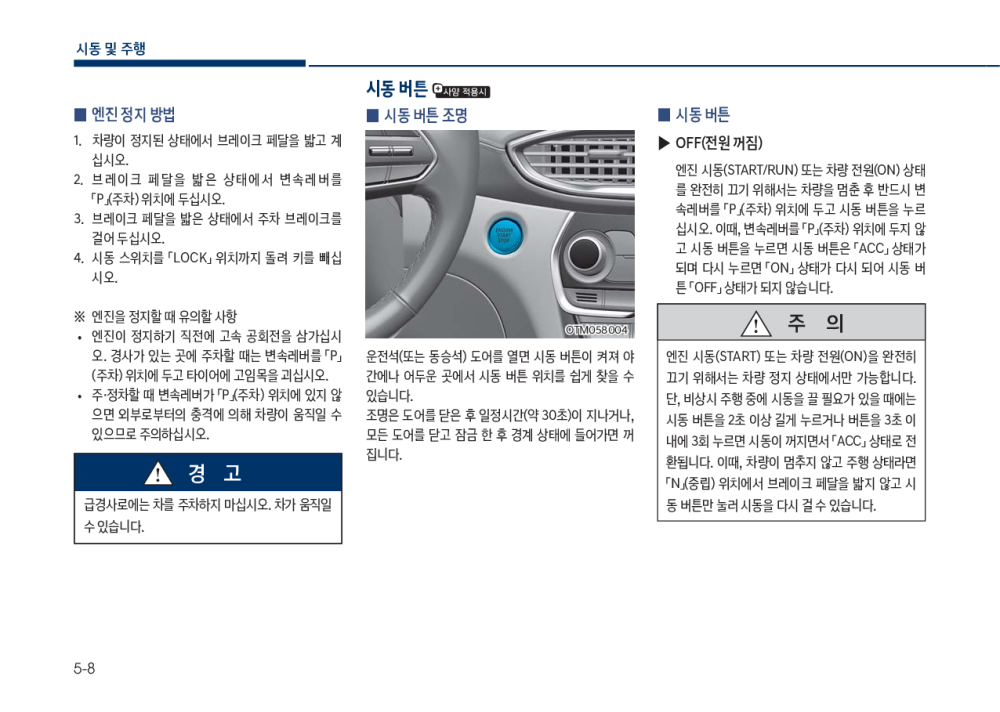 시동 및 주행
■ 엔진 정지 방법
1. 차량이 정지된 상태에서 브레이크 페달을 밟고 계
십시오.
2. 브레이크 페달을 밟은 상태에서 변속레버를
｢P｣(주차) 위치에 두십시오.
3. 브레이크 페달을 밟은 상태에서 주차 브레이크를
걸어 두십시오.
4. 시동 스위치를 ｢LOCK｣ 위치까지 돌려 키를 빼십
시오.
※ 엔진을 정지할 때 유의할 사항
• 엔진이 정지하기 직전에 고속 공회전을 삼가십시
오. 경사가 있는 곳에 주차할 때는 변속레버를 ｢P｣
(주차) 위치에 두고 타이어에 고임목을 괴십시오.
• 주·정차할 때 변속레버가 ｢P｣(주차) 위치에 있지 않
으면 외부로부터의 충격에 의해 차량이 움직일 수
있으므로 주의하십시오.
경 고
급경사로에는 차를 주차하지 마십시오. 차가 움직일
수 있습니다.
시동 버튼 사양 적용시
■ 시동 버튼 조명
ENGINE
START
STOP
OTM058004
운전석(또는 동승석) 도어를 열면 시동 버튼이 켜져 야
간에나 어두운 곳에서 시동 버튼 위치를 쉽게 찾을 수
있습니다.
조명은 도어를 닫은 후 일정시간(약 30초)이 지나거나,
모든 도어를 닫고 잠금 한 후 경계 상태에 들어가면 꺼
집니다.
■ 시동 버튼
▶ OFF(전원 꺼짐)
엔진 시동(START/RUN) 또는 차량 전원(ON) 상태
를 완전히 끄기 위해서는 차량을 멈춘 후 반드시 변
속레버를 ｢P｣(주차) 위치에 두고 시동 버튼을 누르
십시오. 이때, 변속레버를 ｢P｣(주차) 위치에 두지 않
고 시동 버튼을 누르면 시동 버튼은 ｢ACC｣ 상태가
되며 다시 누르면 ｢ON｣ 상태가 다시 되어 시동 버
튼 ｢OFF｣ 상태가 되지 않습니다.
주 의
엔진 시동(START) 또는 차량 전원(ON)을 완전히
끄기 위해서는 차량 정지 상태에서만 가능합니다.
단, 비상시 주행 중에 시동을 끌 필요가 있을 때에는
시동 버튼을 2초 이상 길게 누르거나 버튼을 3초 이
내에 3회 누르면 시동이 꺼지면서 ｢ACC｣ 상태로 전
환됩니다. 이때, 차량이 멈추지 않고 주행 상태라면
｢N｣(중립) 위치에서 브레이크 페달을 밟지 않고 시
동 버튼만 눌러 시동을 다시 걸 수 있습니다.
5-8